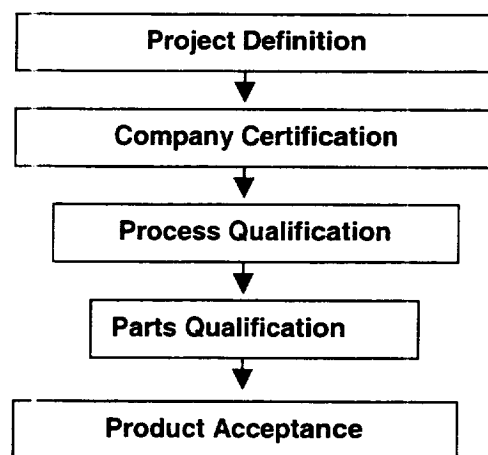 Project Definition
Company Certification
Process Qualification
Parts Qualification
Product Acceptance